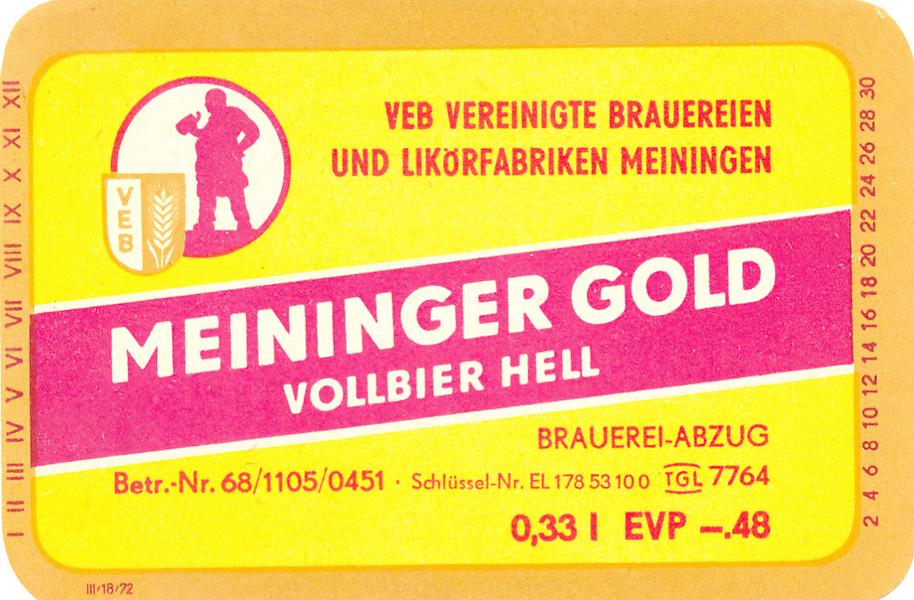 VEB VEREINIGTE BRAUEREIEN
UND LIKÖRFABRIKEN MEININGEN
V
E
B
MEININGER GOLD
VOLLBIER HELL
BRAUEREI-ABZUG
Betr.-Nr. 68/1105/0451 · Schlüssel-Nr. EL 178 53 10 0 TGL 7764
0,33 l EVP –.48
I II III IV V VI VII VIII IX X XI XII
2 4 6 8 10 12 14 16 18 20 22 24 26 28 30
III/18/72